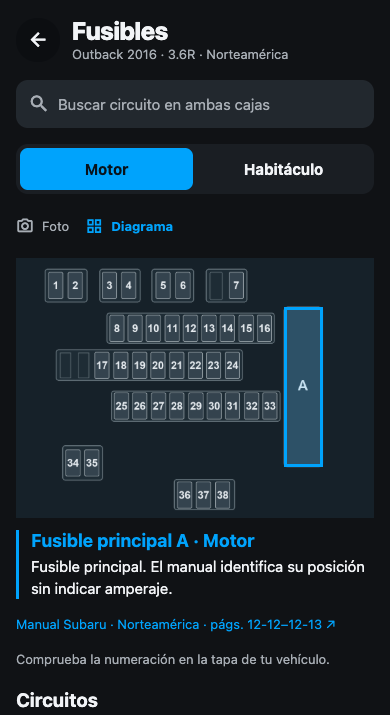 Fusibles
Outback 2016 · 3.6R · Norteamérica
Buscar circuito en ambas cajas
Motor Habitáculo
Foto Diagrama
1 2 3 4 5 6 7
8 9 10 11 12 13 14 15 16
17 18 19 20 21 22 23 24
A
25 26 27 28 29 30 31 32 33
34 35
36 37 38
Fusible principal A · Motor
Fusible principal. El manual identifica su posición
sin indicar amperaje.
Manual Subaru · Norteamérica · págs. 12-12–12-13 ↗
Comprueba la numeración en la tapa de tu vehículo.
Circuitos